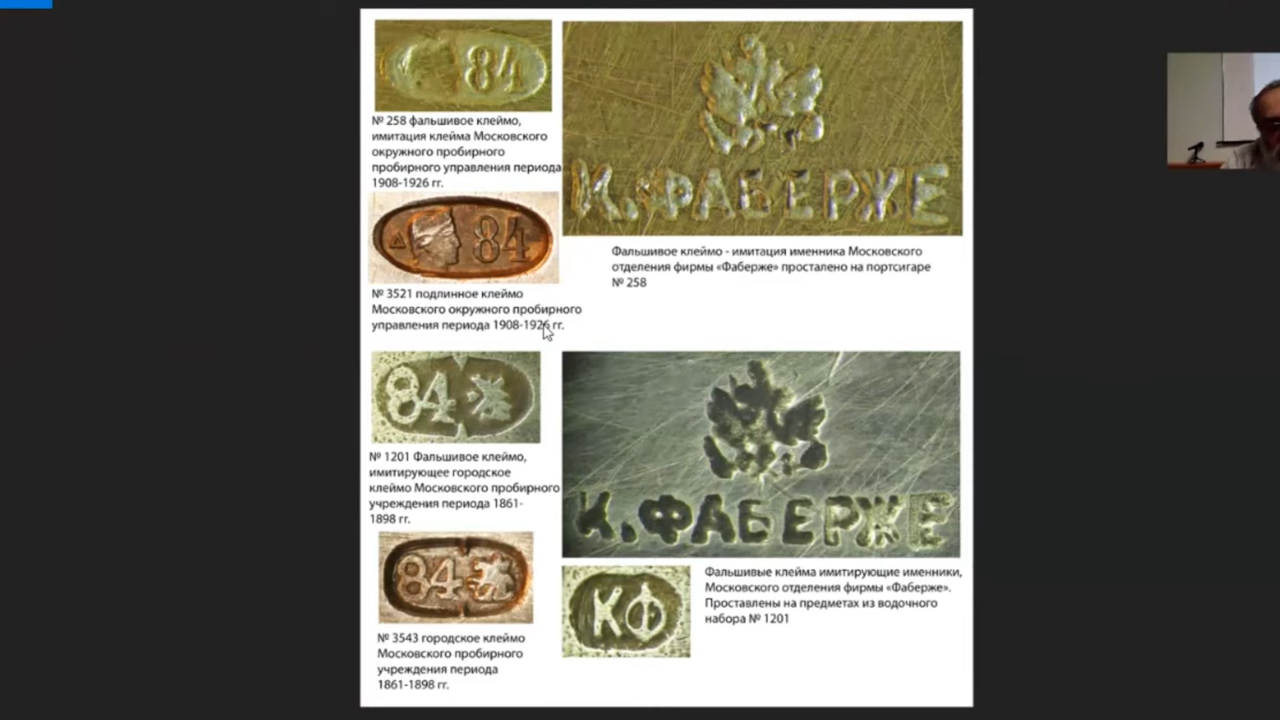 84
№ 258 фальшивое клеймо,
имитация клейма Московского
окружного пробирного
пробирного управления периода
1908-1926 гг.
К.ФАБЕРЖЕ
Фальшивое клеймо - имитация именника Московского
отделения фирмы «Фаберже» просталено на портсигаре
№ 258
Δ 84
№ 3521 подлинное клеймо
Московского окружного пробирного
управления периода 1908-1926 гг.
84
№ 1201 Фальшивое клеймо,
имитирующее городское
клеймо Московского пробирного
учреждения периода 1861-
1898 гг.
84
№ 3543 городское клеймо
Московского пробирного
учреждения периода
1861-1898 гг.
К.ФАБЕРЖЕ
КФ
Фальшивые клейма имитирующие именники,
Московского отделения фирмы «Фаберже».
Проставлены на предметах из водочного
набора № 1201